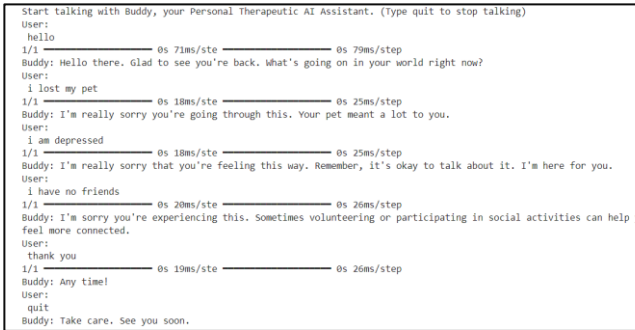 Start talking with Buddy, your Personal Therapeutic AI Assistant. (Type quit to stop talking)
User:
hello
1/1 ━━━━━━━━━━━━━━━━━━━━ 0s 71ms/ste ━━━━━━━━━━━━━━━━━━━━ 0s 79ms/step
Buddy: Hello there. Glad to see you're back. What's going on in your world right now?
User:
i lost my pet
1/1 ━━━━━━━━━━━━━━━━━━━━ 0s 18ms/ste ━━━━━━━━━━━━━━━━━━━━ 0s 25ms/step
Buddy: I'm really sorry you're going through this. Your pet meant a lot to you.
User:
i am depressed
1/1 ━━━━━━━━━━━━━━━━━━━━ 0s 18ms/ste ━━━━━━━━━━━━━━━━━━━━ 0s 25ms/step
Buddy: I'm really sorry that you're feeling this way. Remember, it's okay to talk about it. I'm here for you.
User:
i have no friends
1/1 ━━━━━━━━━━━━━━━━━━━━ 0s 20ms/ste ━━━━━━━━━━━━━━━━━━━━ 0s 26ms/step
Buddy: I'm sorry you're experiencing this. Sometimes volunteering or participating in social activities can help
feel more connected.
User:
thank you
1/1 ━━━━━━━━━━━━━━━━━━━━ 0s 19ms/ste ━━━━━━━━━━━━━━━━━━━━ 0s 26ms/step
Buddy: Any time!
User:
quit
Buddy: Take care. See you soon.